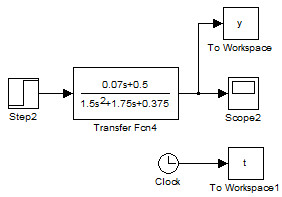 y
To Workspace
0.07s+0.5
1.5s²+1.75s+0.375
Step2
Transfer Fcn4
Scope2
t
Clock
To Workspace1